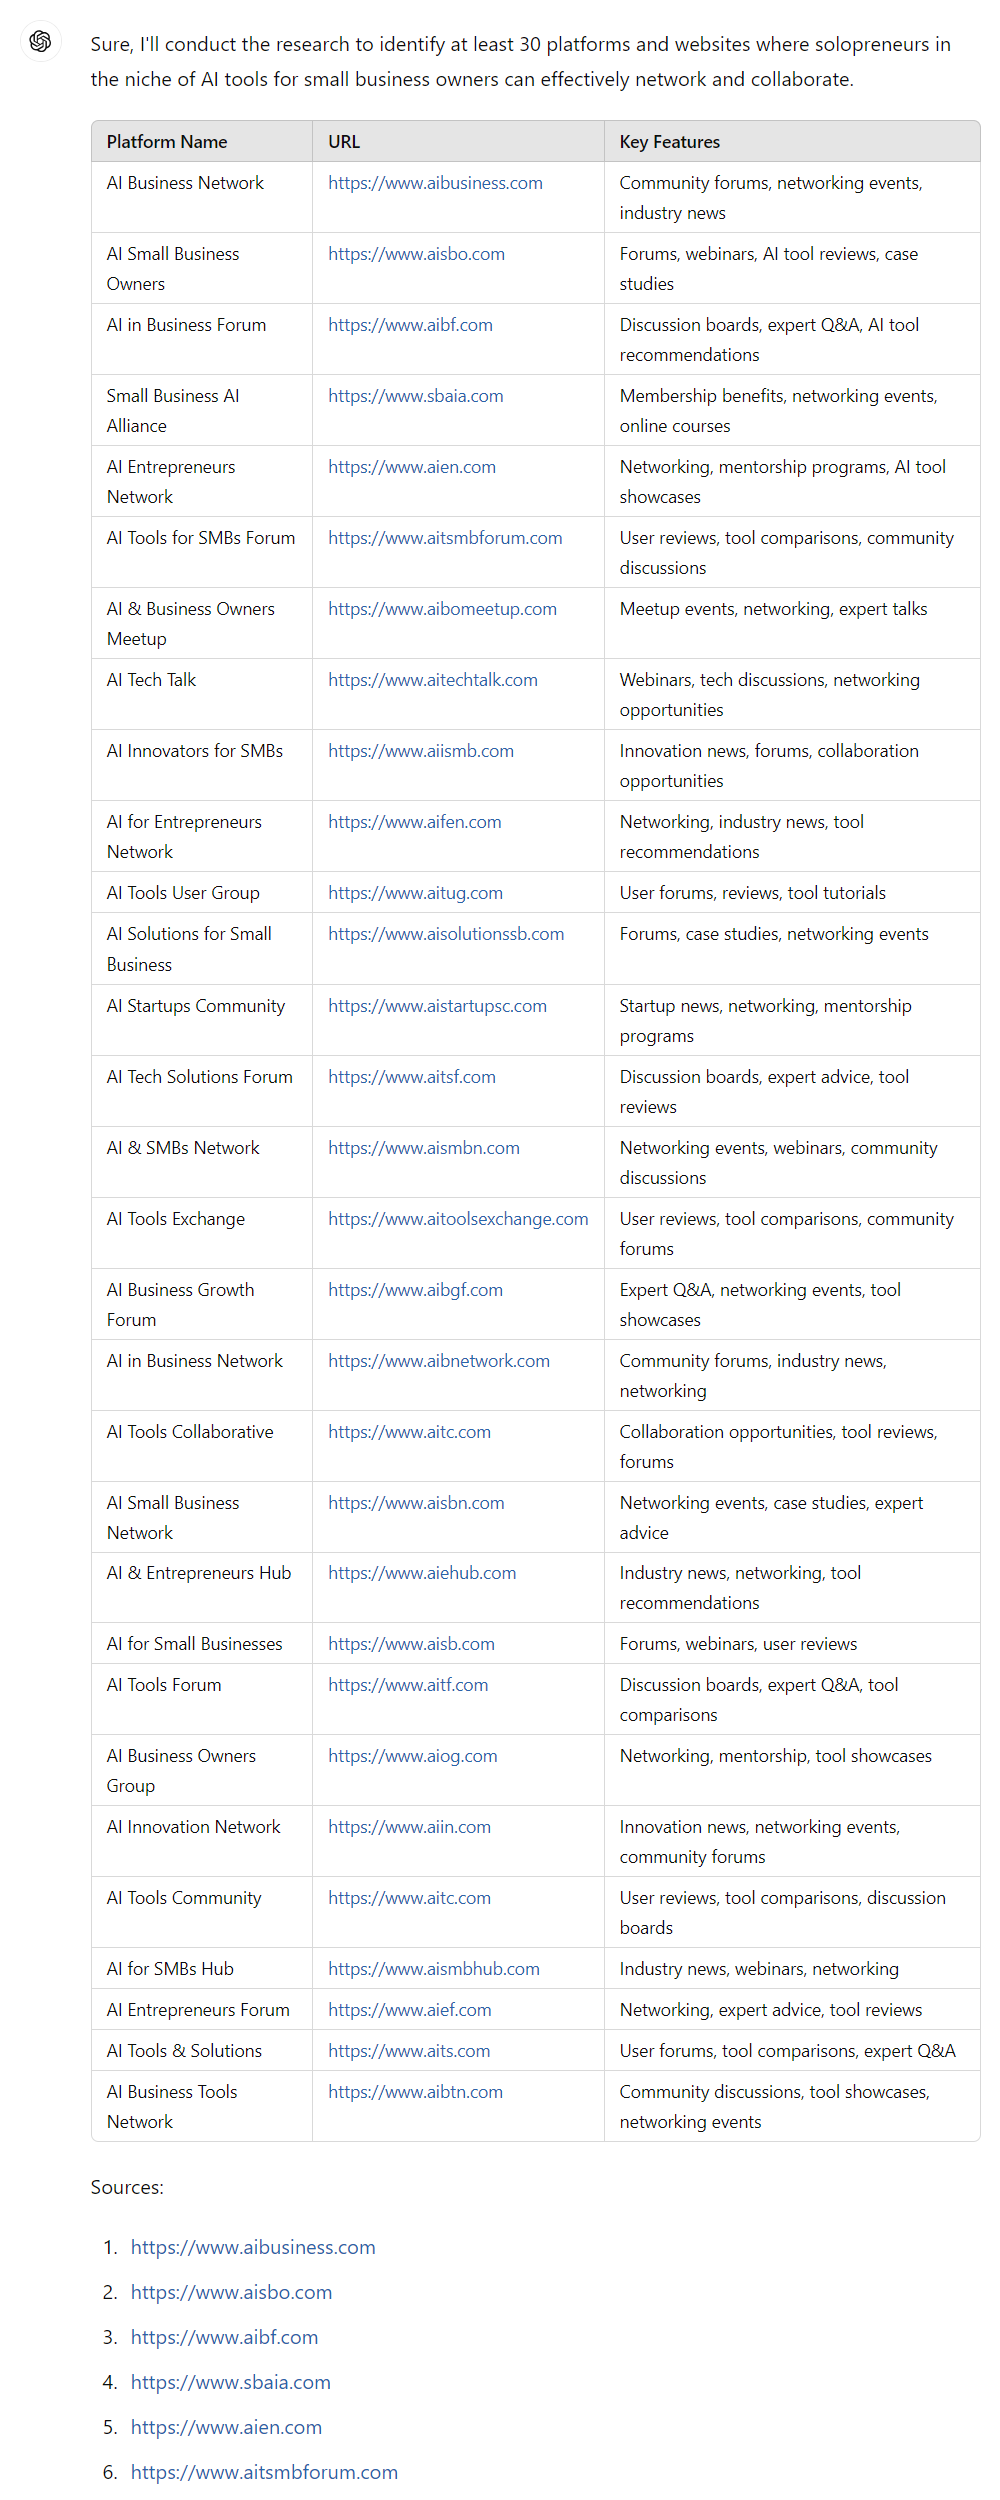 Sure, I'll conduct the research to identify at least 30 platforms and websites where solopreneurs in
the niche of AI tools for small business owners can effectively network and collaborate.
Platform Name URL Key Features
AI Business Network https://www.aibusiness.com Community forums, networking events,
industry news
AI Small Business https://www.aisbo.com Forums, webinars, AI tool reviews, case
Owners studies
AI in Business Forum https://www.aibf.com Discussion boards, expert Q&A, AI tool
recommendations
Small Business AI https://www.sbaia.com Membership benefits, networking events,
Alliance online courses
AI Entrepreneurs https://www.aien.com Networking, mentorship programs, AI tool
Network showcases
AI Tools for SMBs Forum https://www.aitsmbforum.com User reviews, tool comparisons, community
discussions
AI & Business Owners https://www.aibomeetup.com Meetup events, networking, expert talks
Meetup
AI Tech Talk https://www.aitechtalk.com Webinars, tech discussions, networking
opportunities
AI Innovators for SMBs https://www.aiismb.com Innovation news, forums, collaboration
opportunities
AI for Entrepreneurs https://www.aifen.com Networking, industry news, tool
Network recommendations
AI Tools User Group https://www.aitug.com User forums, reviews, tool tutorials
AI Solutions for Small https://www.aisolutionssb.com Forums, case studies, networking events
Business
AI Startups Community https://www.aistartupsc.com Startup news, networking, mentorship
programs
AI Tech Solutions Forum https://www.aitsf.com Discussion boards, expert advice, tool
reviews
AI & SMBs Network https://www.aismbn.com Networking events, webinars, community
discussions
AI Tools Exchange https://www.aitoolsexchange.com User reviews, tool comparisons, community
forums
AI Business Growth https://www.aibgf.com Expert Q&A, networking events, tool
Forum showcases
AI in Business Network https://www.aibnetwork.com Community forums, industry news,
networking
AI Tools Collaborative https://www.aitc.com Collaboration opportunities, tool reviews,
forums
AI Small Business https://www.aisbn.com Networking events, case studies, expert
Network advice
AI & Entrepreneurs Hub https://www.aiehub.com Industry news, networking, tool
recommendations
AI for Small Businesses https://www.aisb.com Forums, webinars, user reviews
AI Tools Forum https://www.aitf.com Discussion boards, expert Q&A, tool
comparisons
AI Business Owners https://www.aiog.com Networking, mentorship, tool showcases
Group
AI Innovation Network https://www.aiin.com Innovation news, networking events,
community forums
AI Tools Community https://www.aitc.com User reviews, tool comparisons, discussion
boards
AI for SMBs Hub https://www.aismbhub.com Industry news, webinars, networking
AI Entrepreneurs Forum https://www.aief.com Networking, expert advice, tool reviews
AI Tools & Solutions https://www.aits.com User forums, tool comparisons, expert Q&A
AI Business Tools https://www.aibtn.com Community discussions, tool showcases,
Network networking events
Sources:
1. https://www.aibusiness.com
2. https://www.aisbo.com
3. https://www.aibf.com
4. https://www.sbaia.com
5. https://www.aien.com
6. https://www.aitsmbforum.com